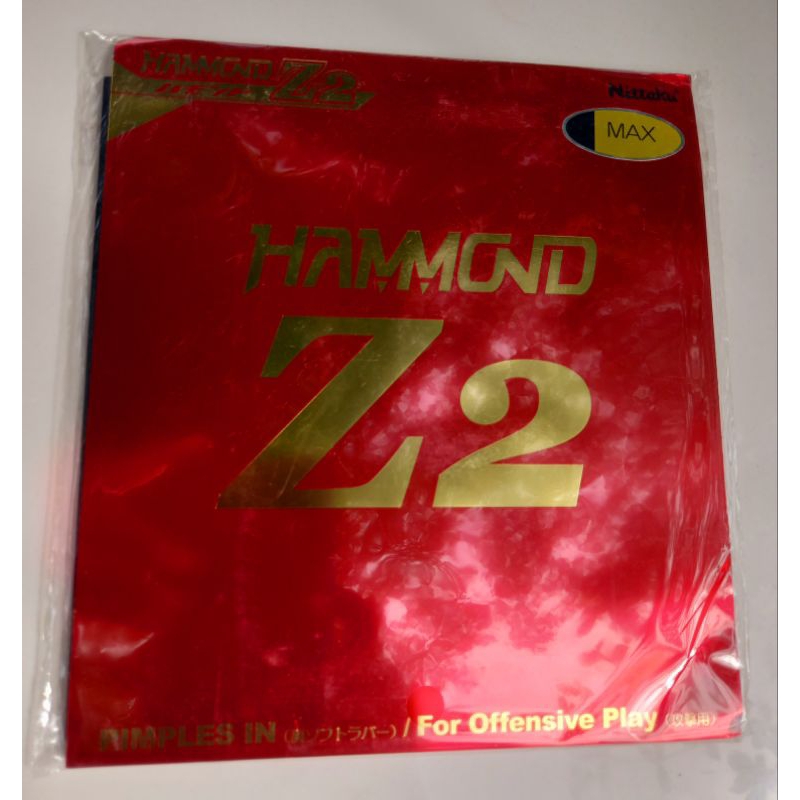 HAMMOND Z2
Nittaku
MAX
HAMMOND
Z2
PIMPLES IN (裏ソフトラバー) / For Offensive Play (攻撃用)